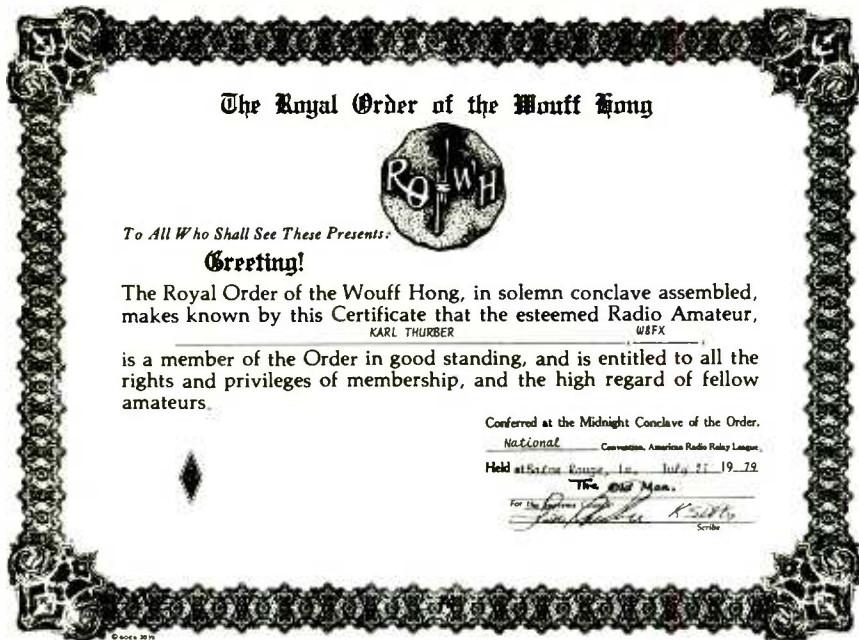 The Royal Order of the Wouff Hong
RO WH
To All Who Shall See These Presents:
Greeting!
The Royal Order of the Wouff Hong, in solemn conclave assembled,
makes known by this Certificate that the esteemed Radio Amateur,
KARL THURBER, W8FX,
is a member of the Order in good standing, and is entitled to all the
rights and privileges of membership, and the high regard of fellow
amateurs.
Conferred at the Midnight Conclave of the Order,
National Convention, American Radio Relay League,
Held at Baton Rouge, La. July 1979
The Old Man.
For the
Scribe